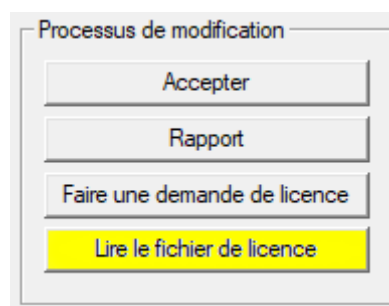 Processus de modification
Accepter
Rapport
Faire une demande de licence
Lire le fichier de licence